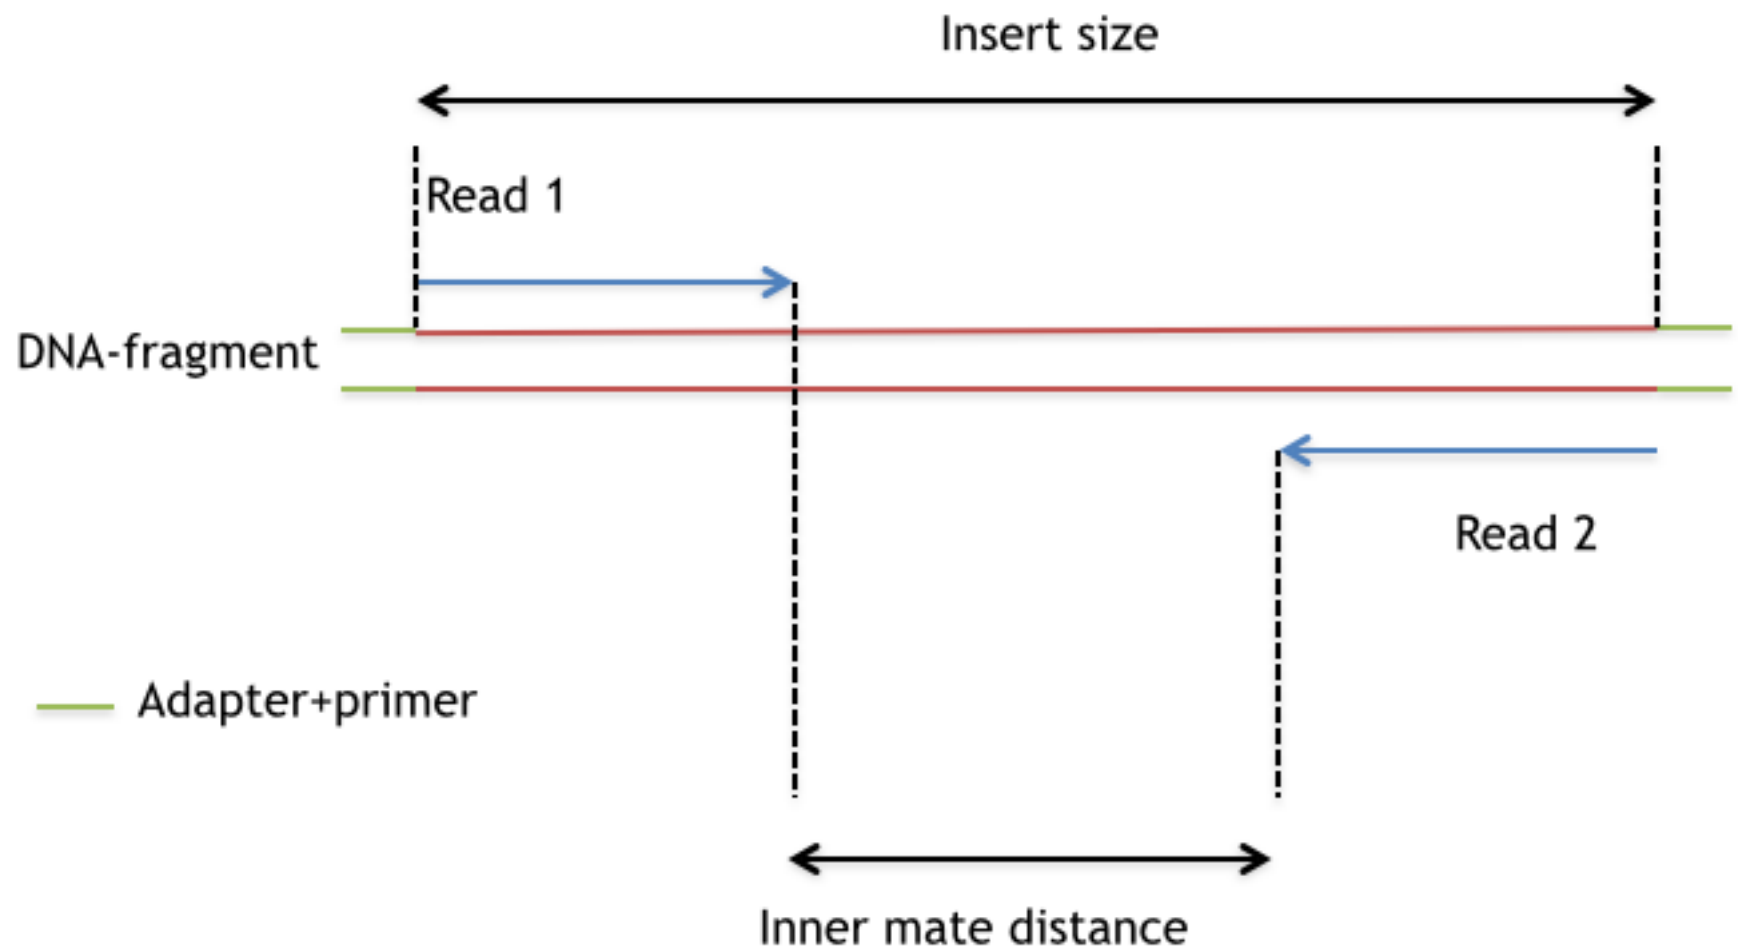 Insert size
Read 1
DNA-fragment
Read 2
Adapter+primer
Inner mate distance